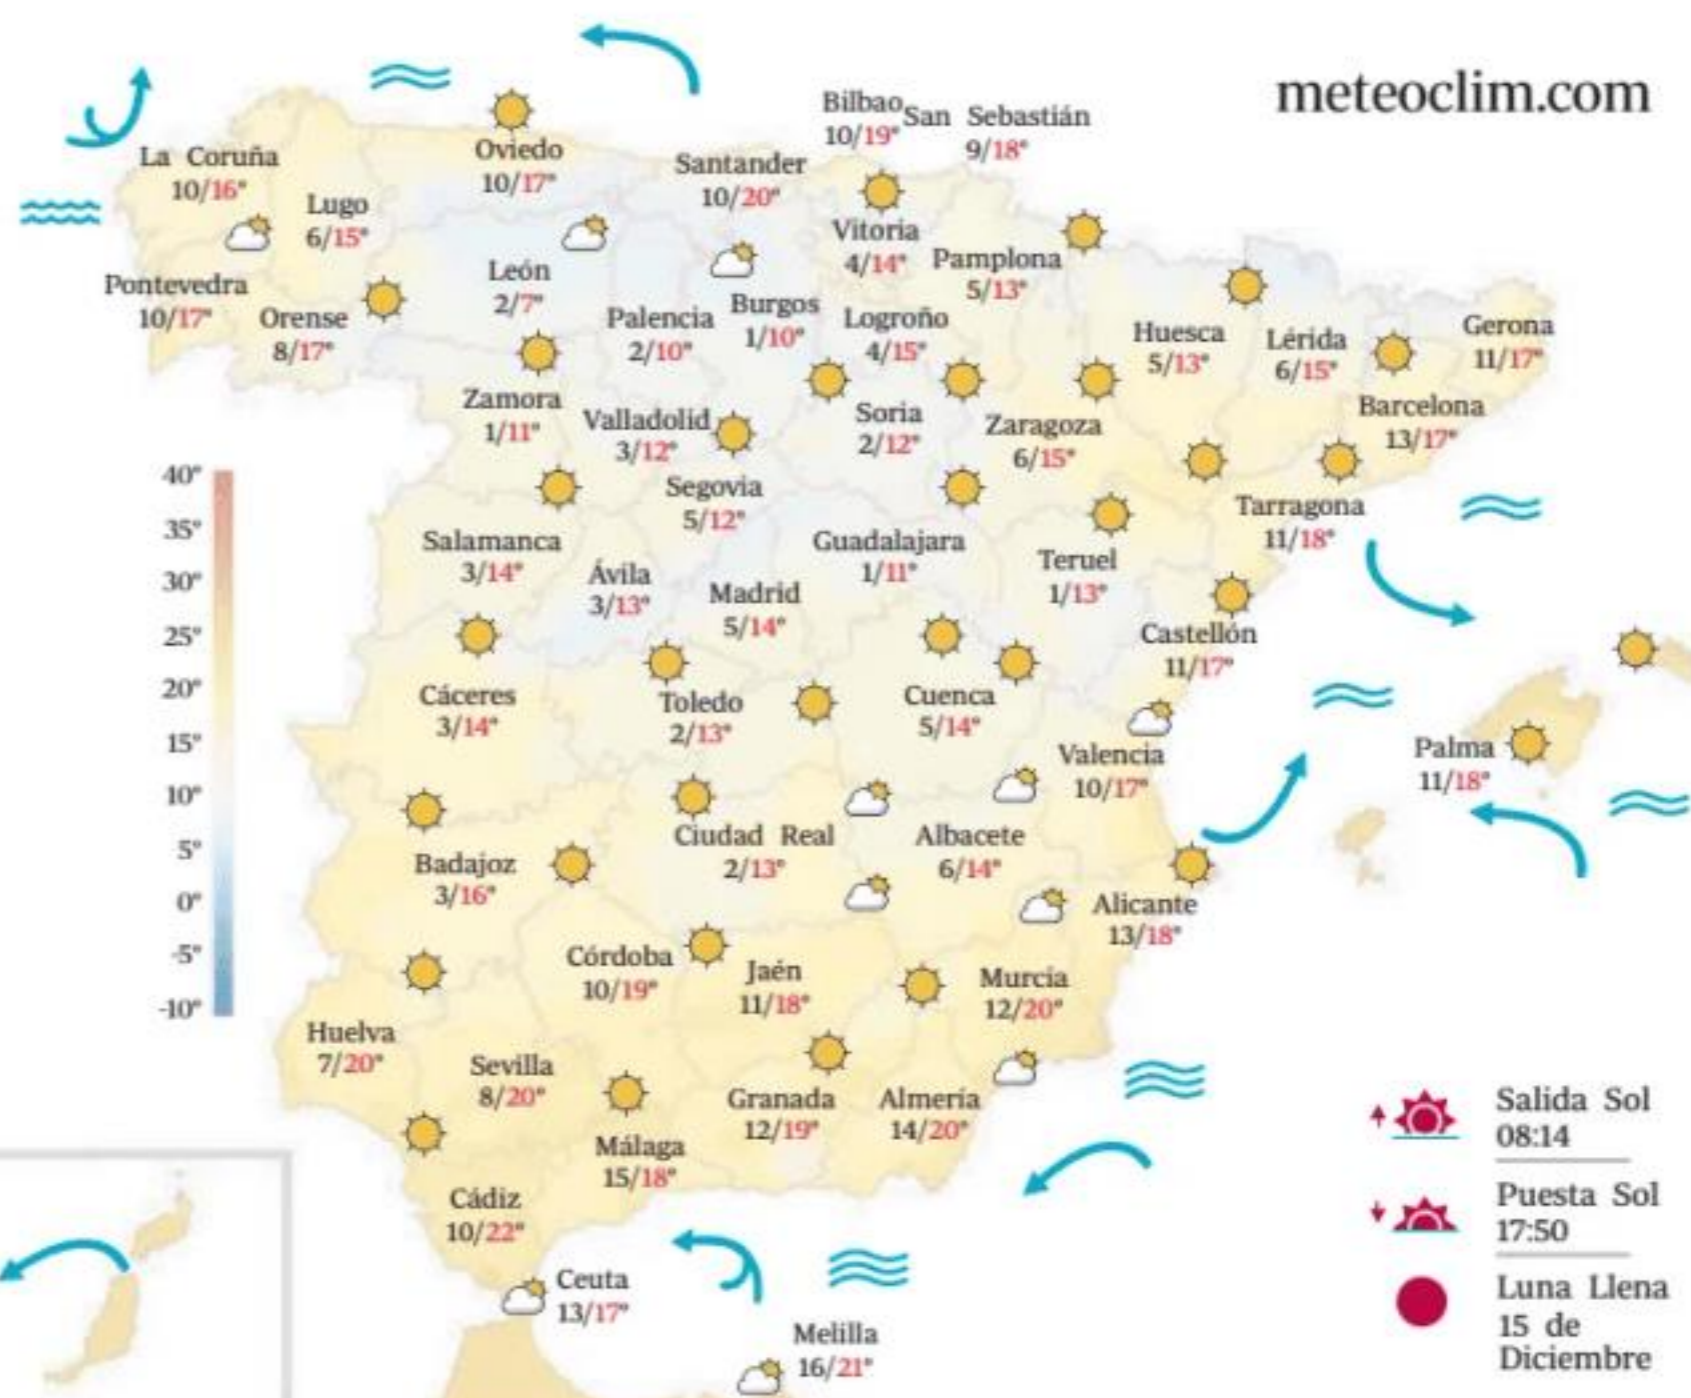 meteoclim.com
Bilbao
10/19°
San Sebastián
9/18°
La Coruña
10/16°
Oviedo
10/17°
Santander
10/20°
Lugo
6/15°
Vitoria
4/14°
Pamplona
5/13°
León
2/7°
Pontevedra
10/17°
Orense
8/17°
Palencia
2/10°
Burgos
1/10°
Logroño
4/15°
Huesca
5/13°
Lérida
6/15°
Gerona
11/17°
Zamora
1/11°
Valladolid
3/12°
Soria
2/12°
Zaragoza
6/15°
Barcelona
13/17°
Segovia
5/12°
Tarragona
11/18°
Salamanca
3/14°
Ávila
3/13°
Madrid
5/14°
Guadalajara
1/11°
Teruel
1/13°
Castellón
11/17°
40°
35°
30°
25°
20°
15°
10°
5°
0°
-5°
-10°
Cáceres
3/14°
Toledo
2/13°
Cuenca
5/14°
Valencia
10/17°
Palma
11/18°
Badajoz
3/16°
Ciudad Real
2/13°
Albacete
6/14°
Alicante
13/18°
Córdoba
10/19°
Jaén
11/18°
Murcia
12/20°
Huelva
7/20°
Sevilla
8/20°
Granada
12/19°
Almería
14/20°
Málaga
15/18°
Cádiz
10/22°
Ceuta
13/17°
Melilla
16/21°
Salida Sol
08:14
Puesta Sol
17:50
Luna Llena
15 de
Diciembre